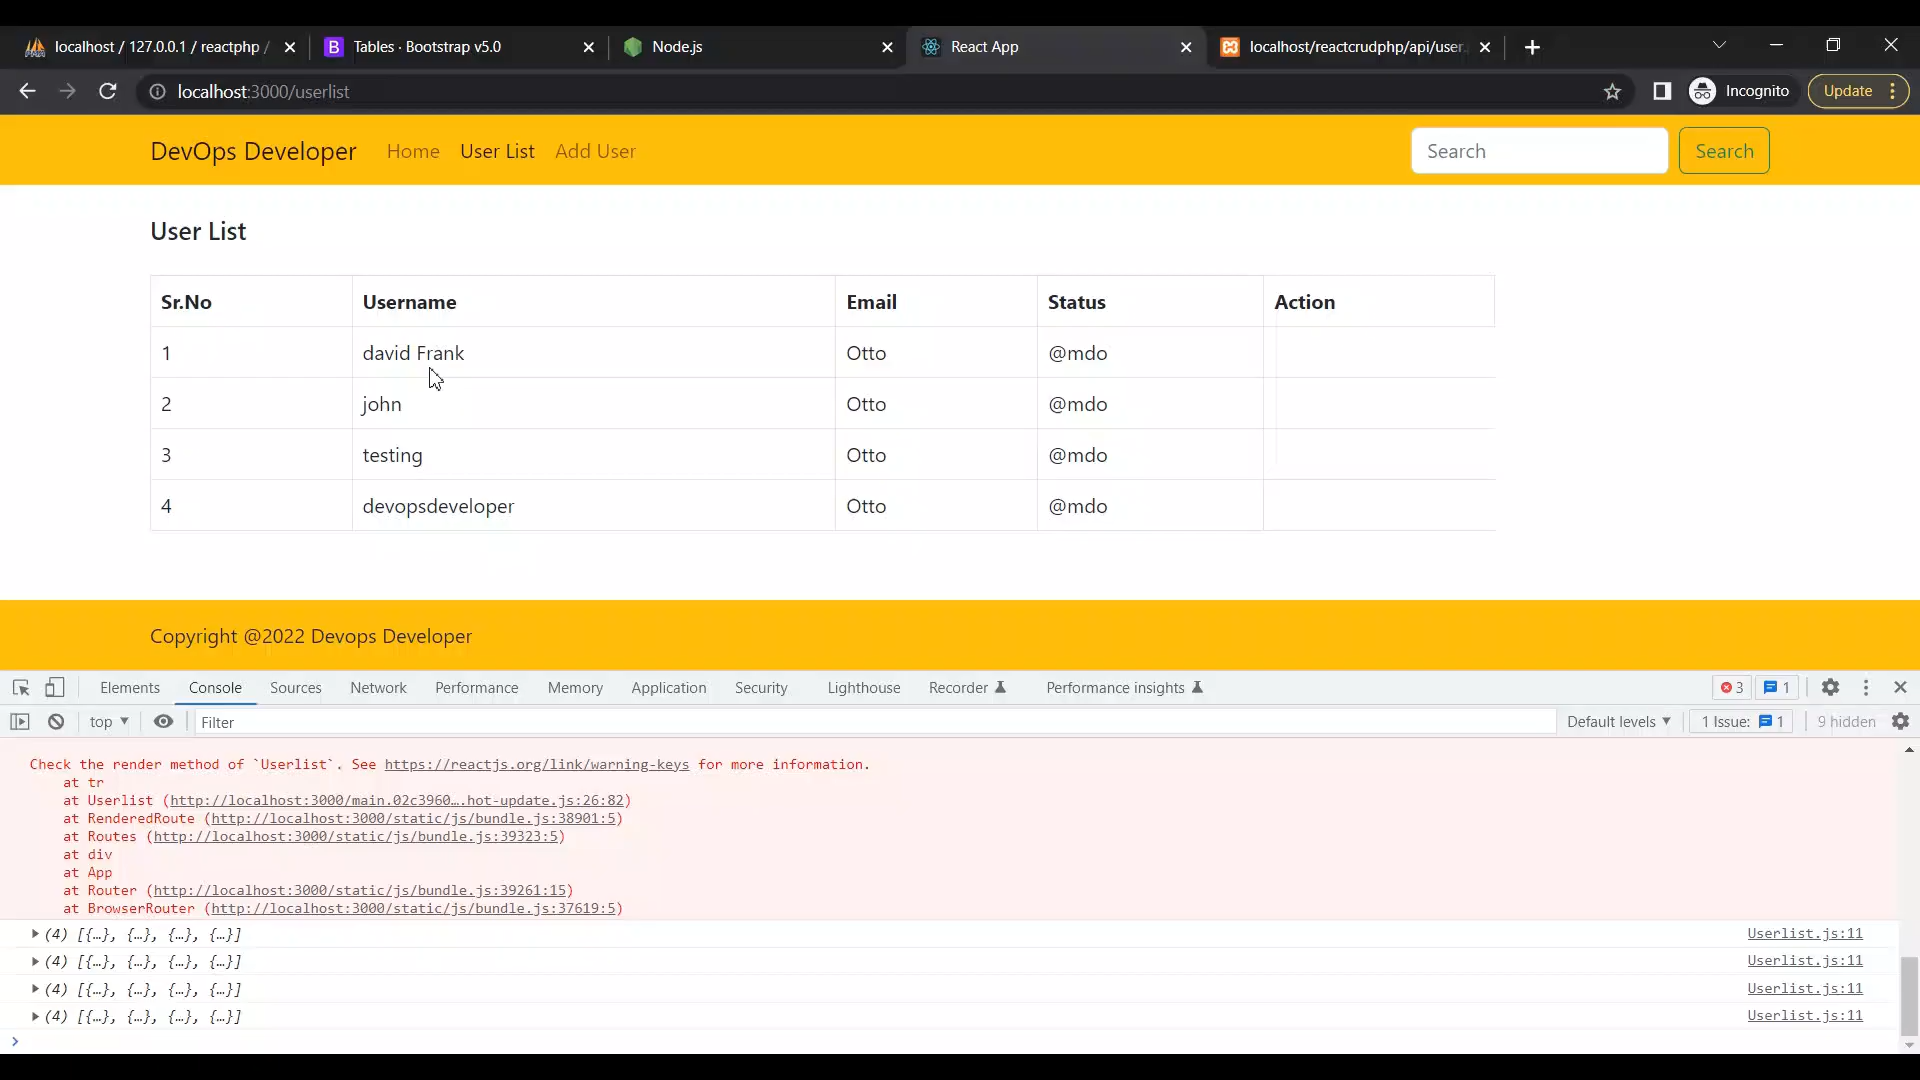 localhost / 127.0.0.1 / reactphp /
Tables · Bootstrap v5.0
Node.js
React App
localhost/reactcrudphp/api/user
localhost:3000/userlist
Incognito
Update
DevOps Developer
Home
User List
Add User
Search
Search
User List
Sr.No Username Email Status Action
1 david Frank Otto @mdo
2 john Otto @mdo
3 testing Otto @mdo
4 devopsdeveloper Otto @mdo
Copyright @2022 Devops Developer
Elements Console Sources Network Performance Memory Application Security Lighthouse Recorder Performance insights 3 1
top Filter Default levels 1 Issue: 1 9 hidden
Check the render method of `Userlist`. See https://reactjs.org/link/warning-keys for more information.
at tr
at Userlist (http://localhost:3000/main.02c3960….hot-update.js:26:82)
at RenderedRoute (http://localhost:3000/static/js/bundle.js:38901:5)
at Routes (http://localhost:3000/static/js/bundle.js:39323:5)
at div
at App
at Router (http://localhost:3000/static/js/bundle.js:39261:15)
at BrowserRouter (http://localhost:3000/static/js/bundle.js:37619:5)
(4) [{…}, {…}, {…}, {…}] Userlist.js:11
(4) [{…}, {…}, {…}, {…}] Userlist.js:11
(4) [{…}, {…}, {…}, {…}] Userlist.js:11
(4) [{…}, {…}, {…}, {…}] Userlist.js:11